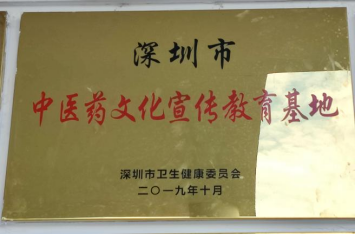 深圳市
中医药文化宣传教育基地
深圳市卫生健康委员会
二〇一九年十月